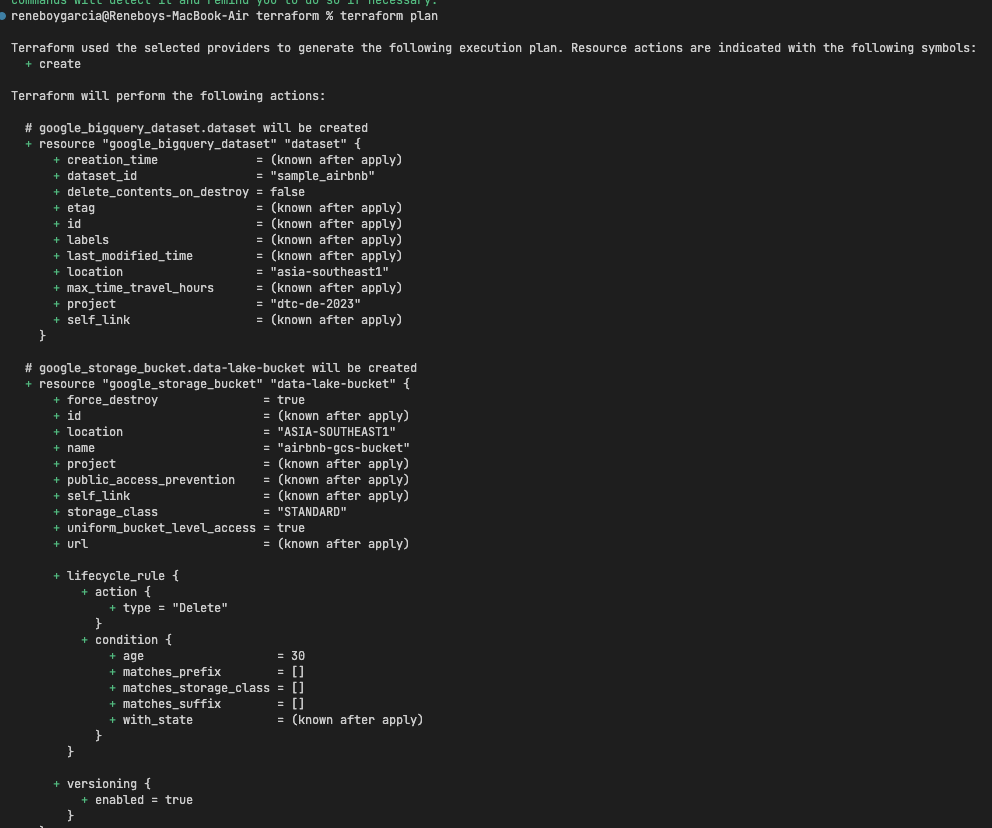 commands will detect it and remind you to do so if necessary.
reneboygarcia@Reneboys-MacBook-Air terraform % terraform plan
Terraform used the selected providers to generate the following execution plan. Resource actions are indicated with the following symbols:
  + create
Terraform will perform the following actions:
  # google_bigquery_dataset.dataset will be created
  + resource "google_bigquery_dataset" "dataset" {
      + creation_time              = (known after apply)
      + dataset_id                 = "sample_airbnb"
      + delete_contents_on_destroy = false
      + etag                       = (known after apply)
      + id                         = (known after apply)
      + labels                     = (known after apply)
      + last_modified_time         = (known after apply)
      + location                   = "asia-southeast1"
      + max_time_travel_hours      = (known after apply)
      + project                    = "dtc-de-2023"
      + self_link                  = (known after apply)
    }
  # google_storage_bucket.data-lake-bucket will be created
  + resource "google_storage_bucket" "data-lake-bucket" {
      + force_destroy               = true
      + id                          = (known after apply)
      + location                    = "ASIA-SOUTHEAST1"
      + name                        = "airbnb-gcs-bucket"
      + project                     = (known after apply)
      + public_access_prevention    = (known after apply)
      + self_link                   = (known after apply)
      + storage_class               = "STANDARD"
      + uniform_bucket_level_access = true
      + url                         = (known after apply)
      + lifecycle_rule {
          + action {
              + type = "Delete"
            }
          + condition {
              + age                   = 30
              + matches_prefix        = []
              + matches_storage_class = []
              + matches_suffix        = []
              + with_state            = (known after apply)
            }
        }
      + versioning {
          + enabled = true
        }
    }